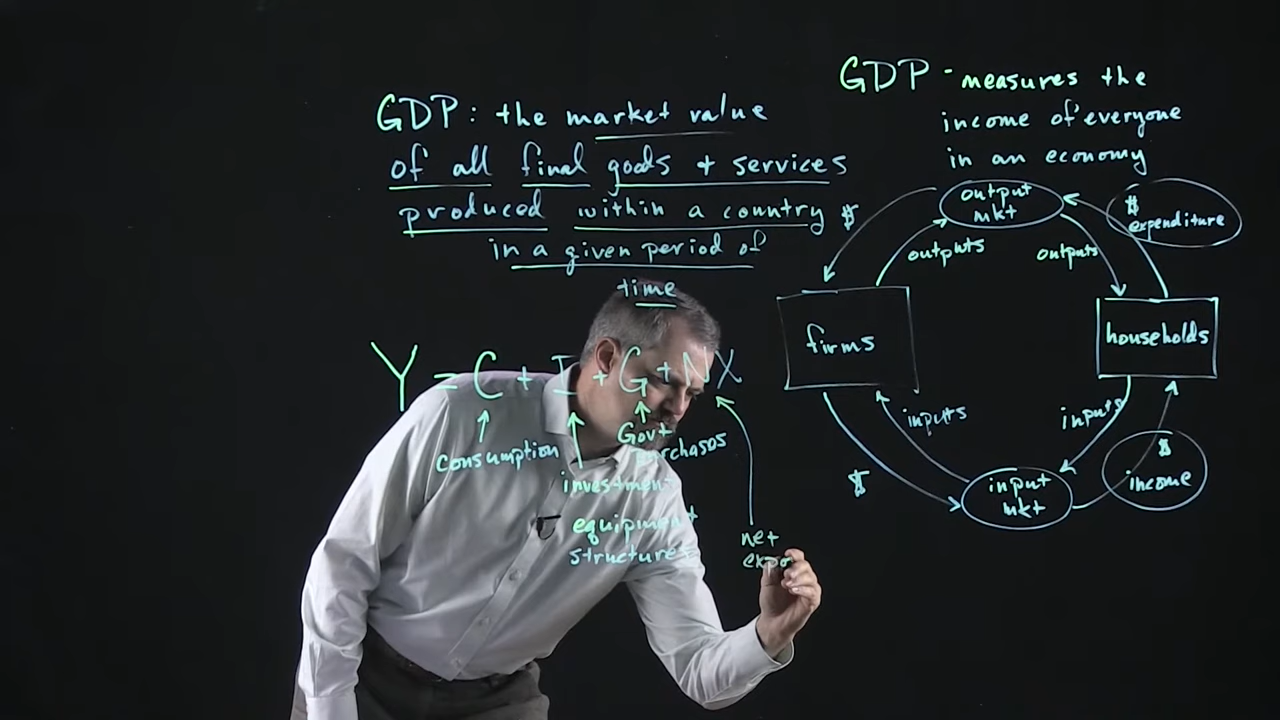 GDP: the market value
of all final goods + services
produced within a country
in a given period of
time
Y = C + I + G + NX
consumption
investment
equipment
structures
Gov't
purchases
net
expo
GDP - measures the
income of everyone
in an economy
output
mkt
$
expenditure
$
outputs
outputs
firms
households
inputs
inputs
$
input
mkt
$
income